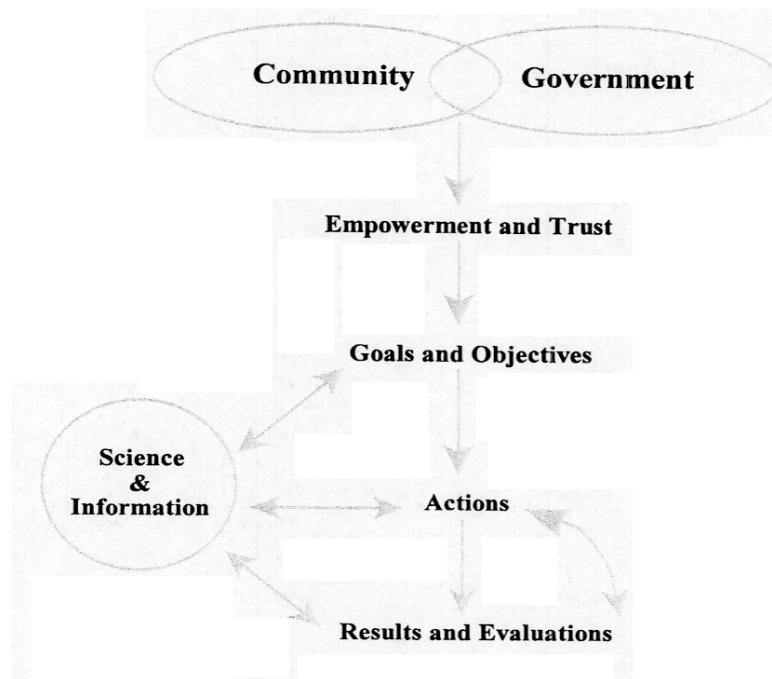 Community
Government
Empowerment and Trust
Goals and Objectives
Science
&
Information
Actions
Results and Evaluations